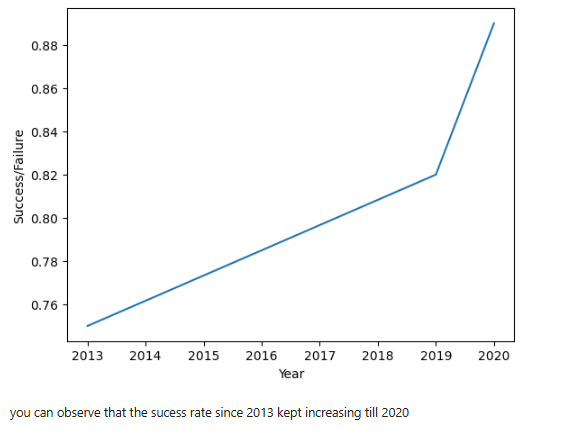 0.88
0.86
0.84
0.82
0.80
0.78
0.76
Success/Failure
2013 2014 2015 2016 2017 2018 2019 2020
Year
you can observe that the sucess rate since 2013 kept increasing till 2020